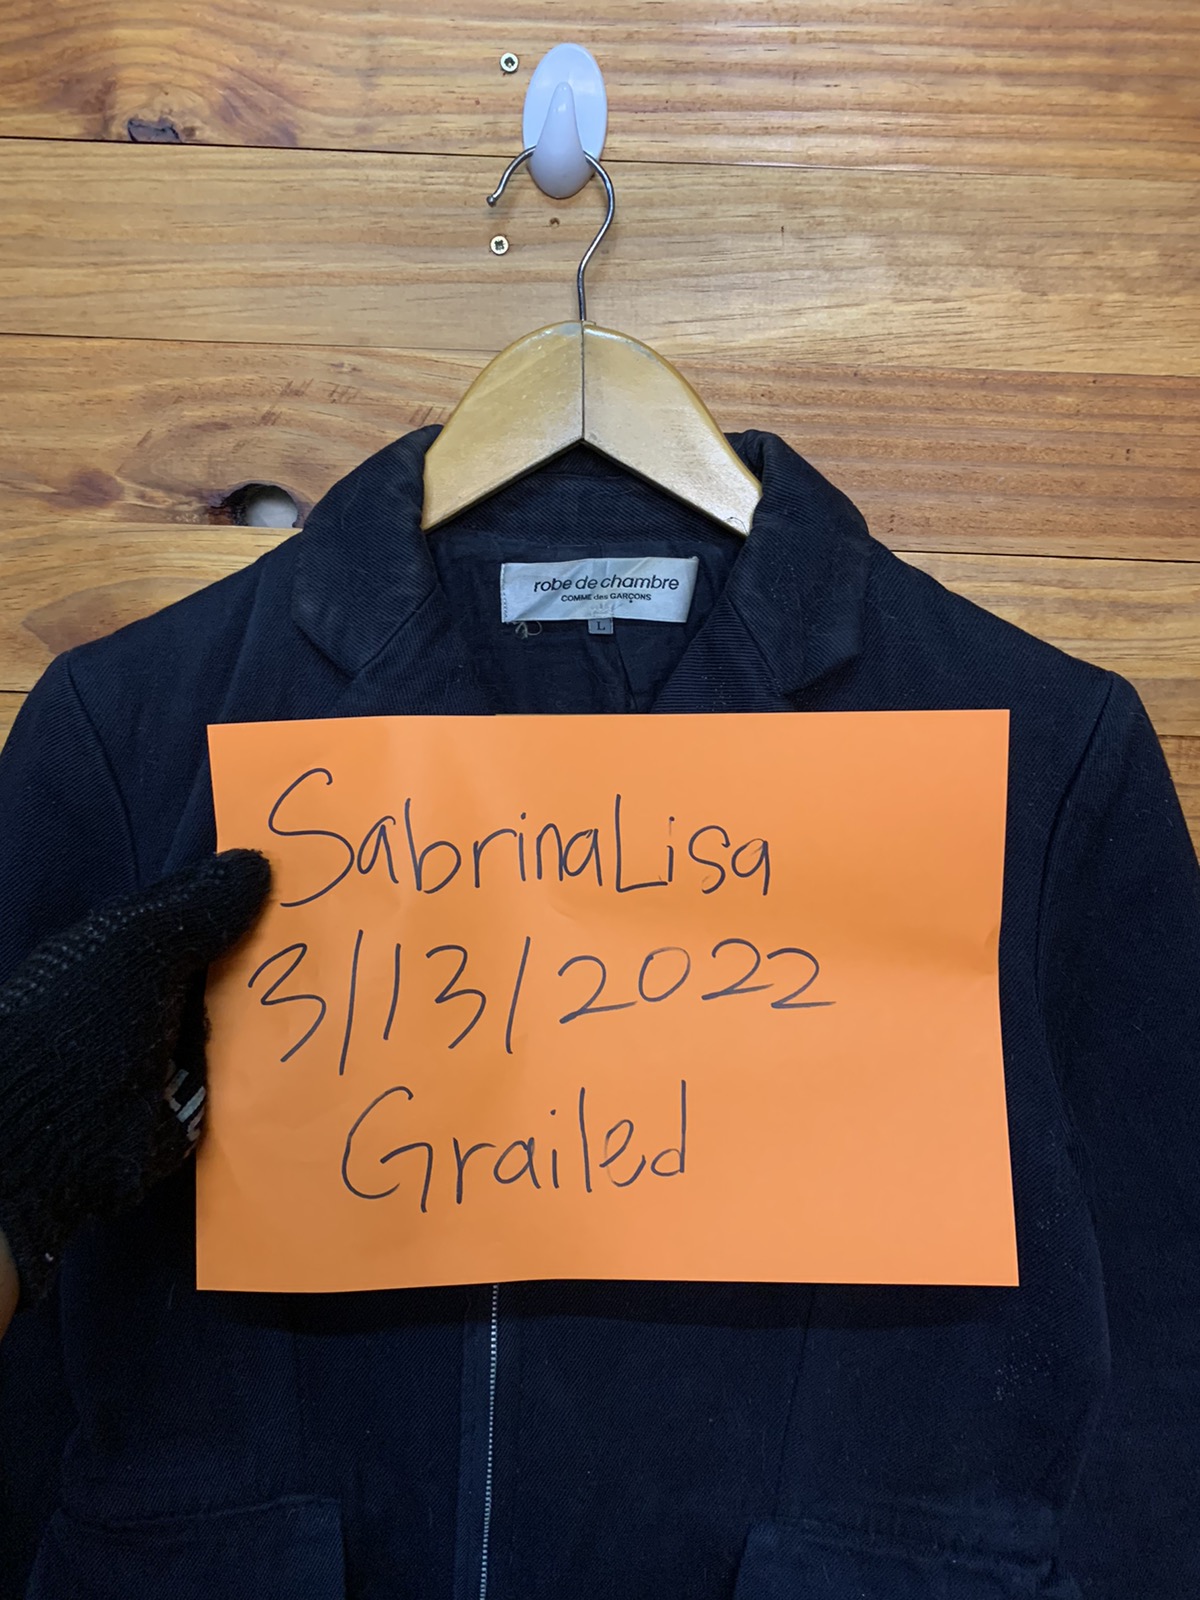 robe de chambre
COMME des GARÇONS
L
SabrinaLisa
3/13/2022
Grailed